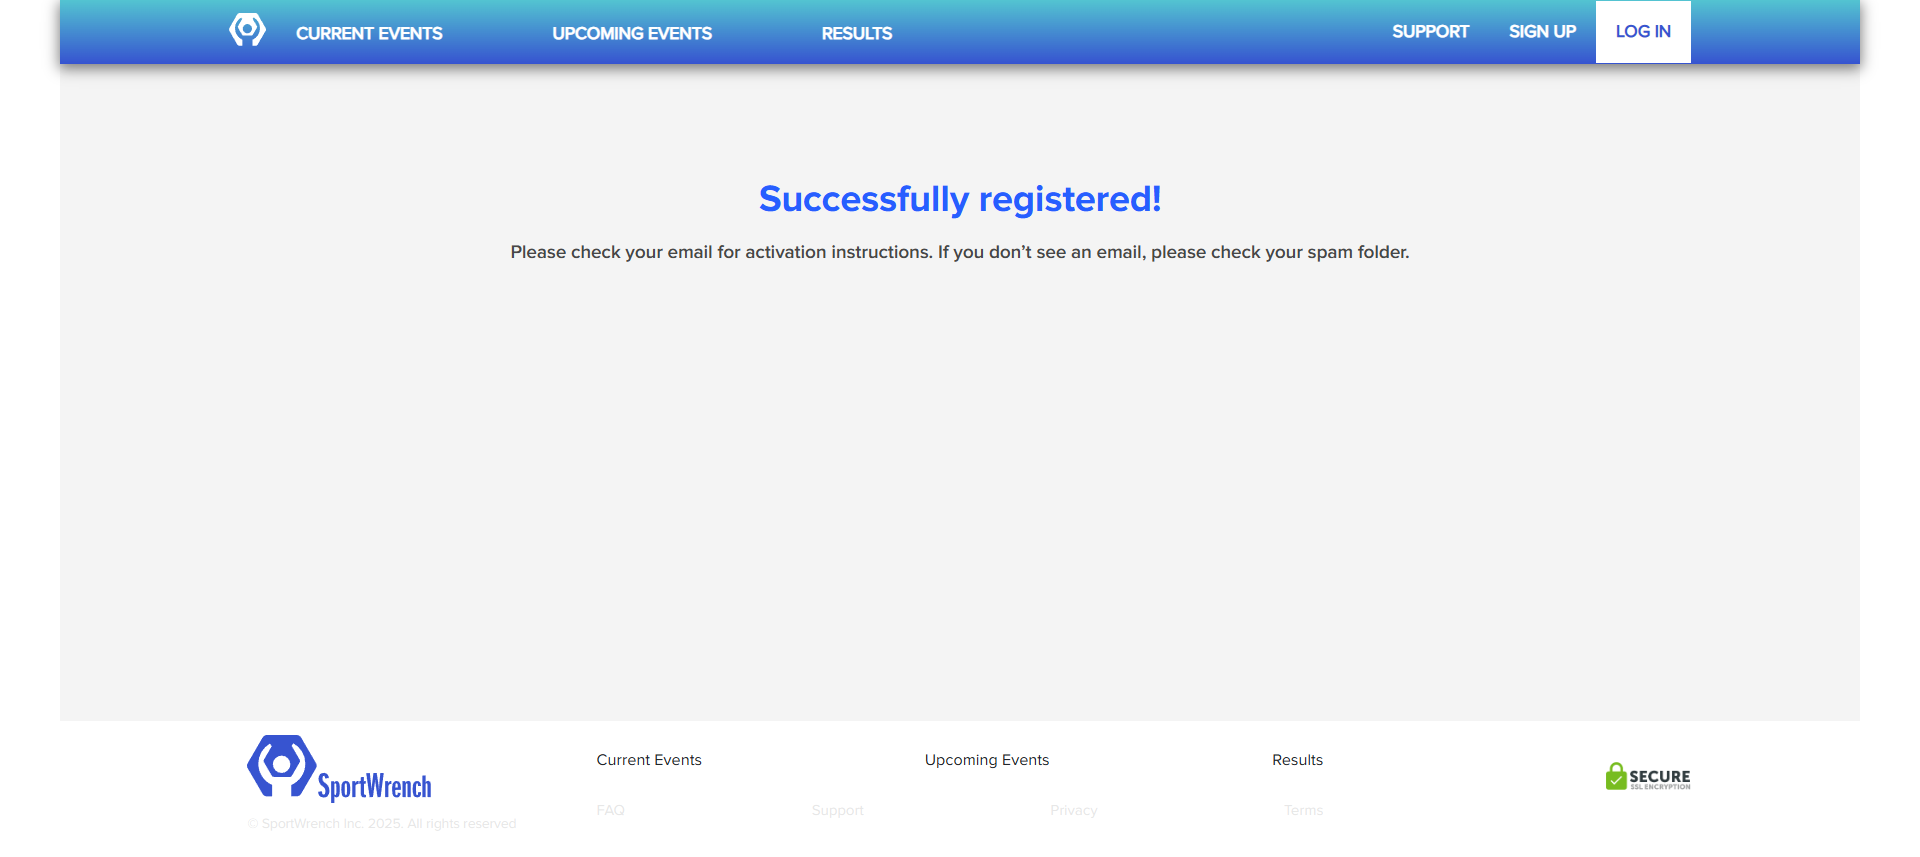 CURRENT EVENTS UPCOMING EVENTS RESULTS SUPPORT SIGN UP LOG IN
Successfully registered!
Please check your email for activation instructions. If you don’t see an email, please check your spam folder.
SportWrench
© SportWrench Inc. 2025. All rights reserved
Current Events Upcoming Events Results
FAQ Support Privacy Terms
SECURE
SSL ENCRYPTION